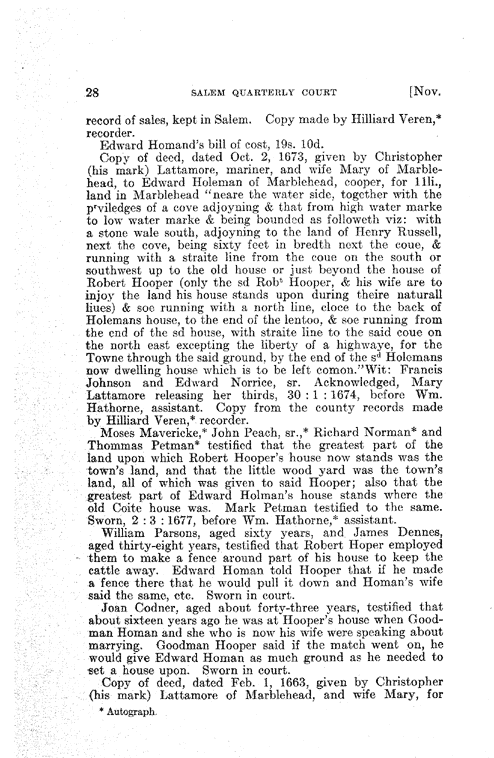 28 SALEM QUARTERLY COURT [Nov.
record of sales, kept in Salem. Copy made by Hilliard Veren,*
recorder.
Edward Homand's bill of cost, 19s. 10d.
Copy of deed, dated Oct. 2, 1673, given by Christopher
(his mark) Lattamore, mariner, and wife Mary of Marble-
head, to Edward Holeman of Marblehead, cooper, for 11li.,
land in Marblehead "neare the water side, together with the
prviledges of a cove adjoyning & that from high water marke
to low water marke & being bounded as followeth viz: with
a stone wale south, adjoyning to the land of Henry Russell,
next the cove, being sixty feet in bredth next the coue, &
running with a straite line from the coue on the south or
southwest up to the old house or just beyond the house of
Robert Hooper (only the sd Robt Hooper, & his wife are to
injoy the land his house stands upon during theire naturall
liues) & soe running with a north line, cloce to the back of
Holemans house, to the end of the lentoo, & soe running from
the end of the sd house, with straite line to the said coue on
the north east excepting the liberty of a highwaye, for the
Towne through the said ground, by the end of the sd Holemans
now dwelling house which is to be left comon."Wit: Francis
Johnson and Edward Norrice, sr. Acknowledged, Mary
Lattamore releasing her thirds, 30 : 1 : 1674, before Wm.
Hathorne, assistant. Copy from the county records made
by Hilliard Veren,* recorder.
Moses Mavericke,* John Peach, sr.,* Richard Norman* and
Thommas Petman* testified that the greatest part of the
land upon which Robert Hooper's house now stands was the
town's land, and that the little wood yard was the town's
land, all of which was given to said Hooper; also that the
greatest part of Edward Holman's house stands where the
old Coite house was. Mark Petman testified to the same.
Sworn, 2 : 3 : 1677, before Wm. Hathorne,* assistant.
William Parsons, aged sixty years, and James Dennes,
aged thirty-eight years, testified that Robert Hoper employed
them to make a fence around part of his house to keep the
cattle away. Edward Homan told Hooper that if he made
a fence there that he would pull it down and Homan's wife
said the same, etc. Sworn in court.
Joan Codner, aged about forty-three years, testified that
about sixteen years ago he was at Hooper's house when Good-
man Homan and she who is now his wife were speaking about
marrying. Goodman Hooper said if the match went on, he
would give Edward Homan as much ground as he needed to
set a house upon. Sworn in court.
Copy of deed, dated Feb. 1, 1663, given by Christopher
(his mark) Lattamore of Marblehead, and wife Mary, for
* Autograph.